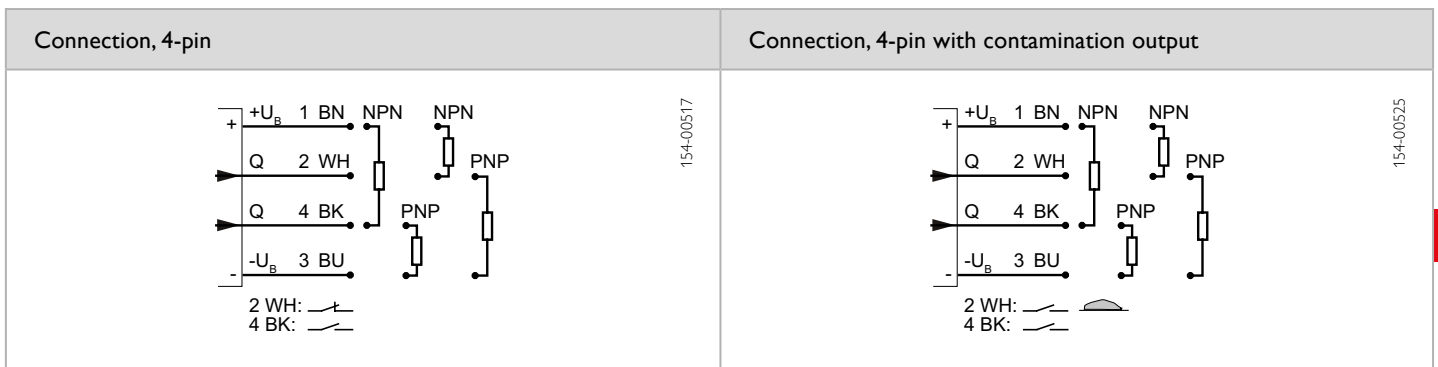 Connection, 4-pin
+U_B 1 BN NPN NPN
+
Q 2 WH PNP
Q 4 BK PNP
-U_B 3 BU
-
2 WH:
4 BK:
154-00517
Connection, 4-pin with contamination output
+U_B 1 BN NPN NPN
+
Q 2 WH PNP
Q 4 BK PNP
-U_B 3 BU
-
2 WH:
4 BK:
154-00525